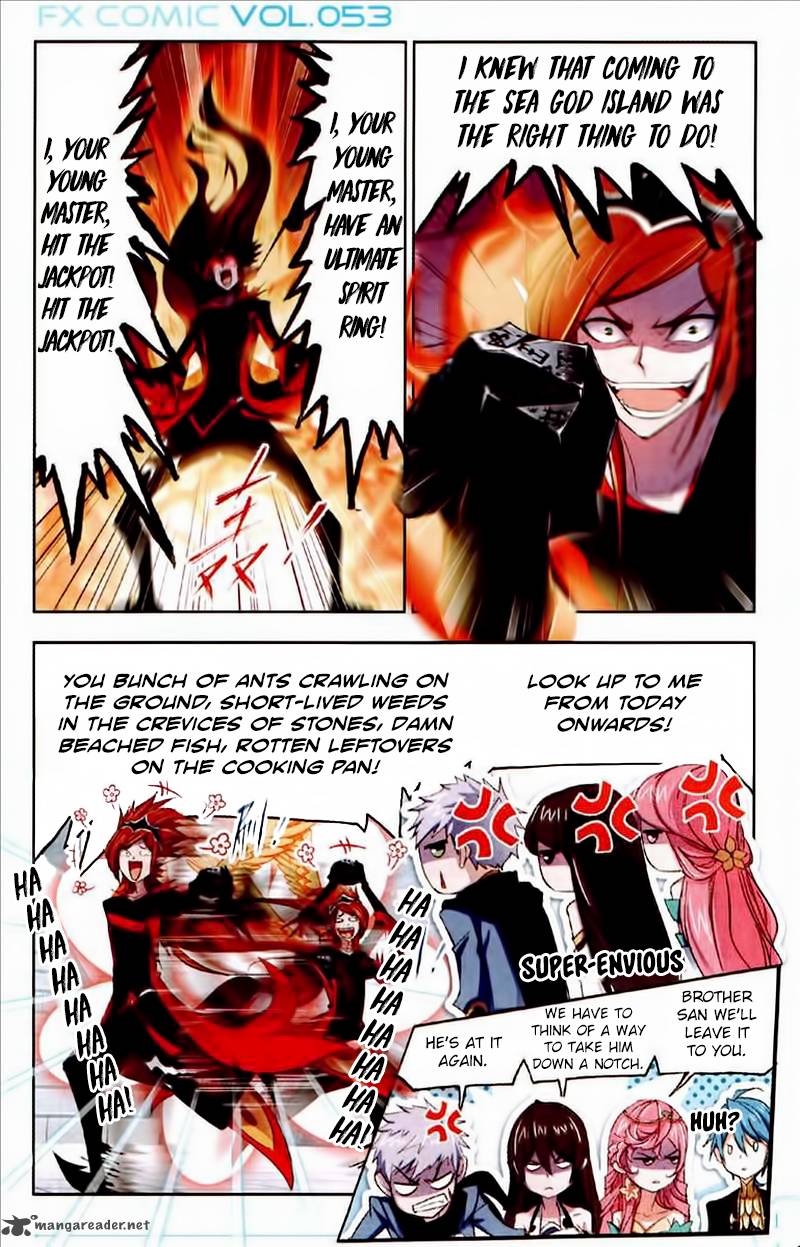 FX COMIC VOL.053
I KNEW THAT COMING TO
THE SEA GOD ISLAND WAS
THE RIGHT THING TO DO!
I, YOUR
YOUNG
MASTER,
HAVE AN
ULTIMATE
SPIRIT
RING!
I, YOUR
YOUNG
MASTER,
HIT THE
JACKPOT!
HIT THE
JACKPOT!
LOOK UP TO ME
FROM TODAY
ONWARDS!
YOU BUNCH OF ANTS CRAWLING ON
THE GROUND, SHORT-LIVED WEEDS
IN THE CREVICES OF STONES, DAMN
BEACHED FISH, ROTTEN LEFTOVERS
ON THE COOKING PAN!
SUPER-ENVIOUS
HA
HA
HA
HA
HA
HA
HA
HA
HA!
HA
HA
HA
HA
HA
HA
HA
HA
HA!
BROTHER
SAN WE'LL
LEAVE IT
TO YOU.
WE HAVE TO
THINK OF A WAY
TO TAKE HIM
DOWN A NOTCH.
HE'S AT IT
AGAIN.
HUH?
mangareader.net